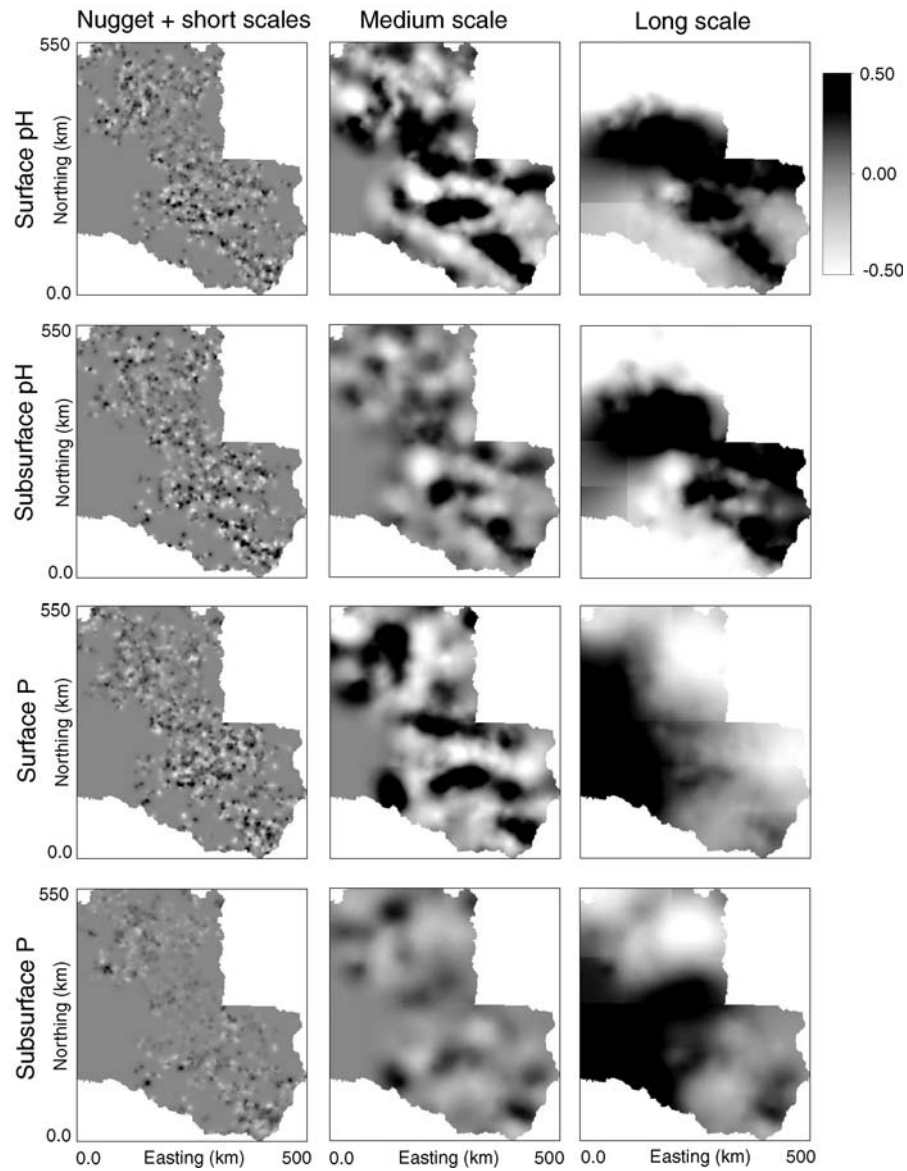 Nugget + short scales
Medium scale
Long scale
Surface pH
Northing (km)
550
0.0
0.50
0.00
-0.50
Subsurface pH
Northing (km)
550
0.0
Surface P
Northing (km)
550
0.0
Subsurface P
Northing (km)
550
0.0
0.0 Easting (km) 500
0.0 Easting (km) 500
0.0 Easting (km) 500